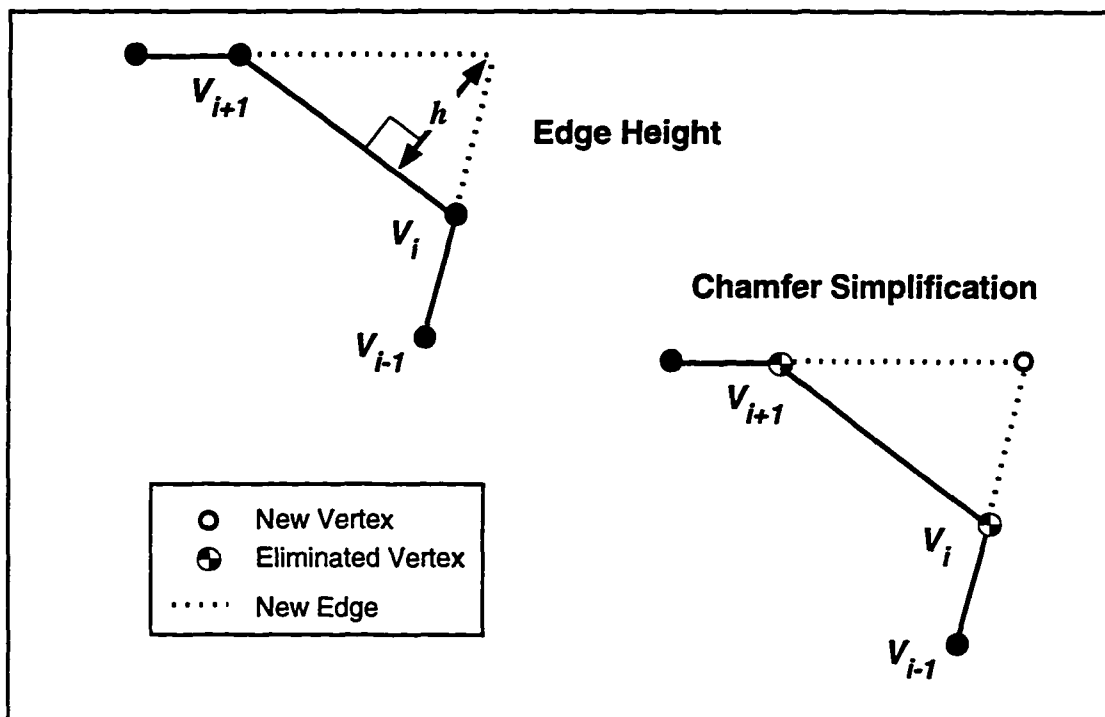 V_{i+1}
h
Edge Height
V_i
V_{i-1}
Chamfer Simplification
V_{i+1}
V_i
V_{i-1}
New Vertex
Eliminated Vertex
New Edge